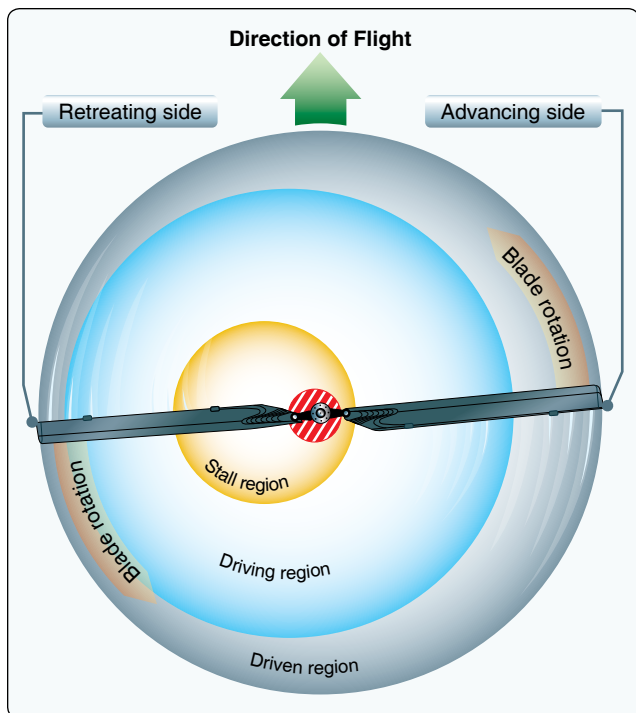 Direction of Flight
Retreating side
Advancing side
Blade rotation
Stall region
Blade rotation
Driving region
Driven region